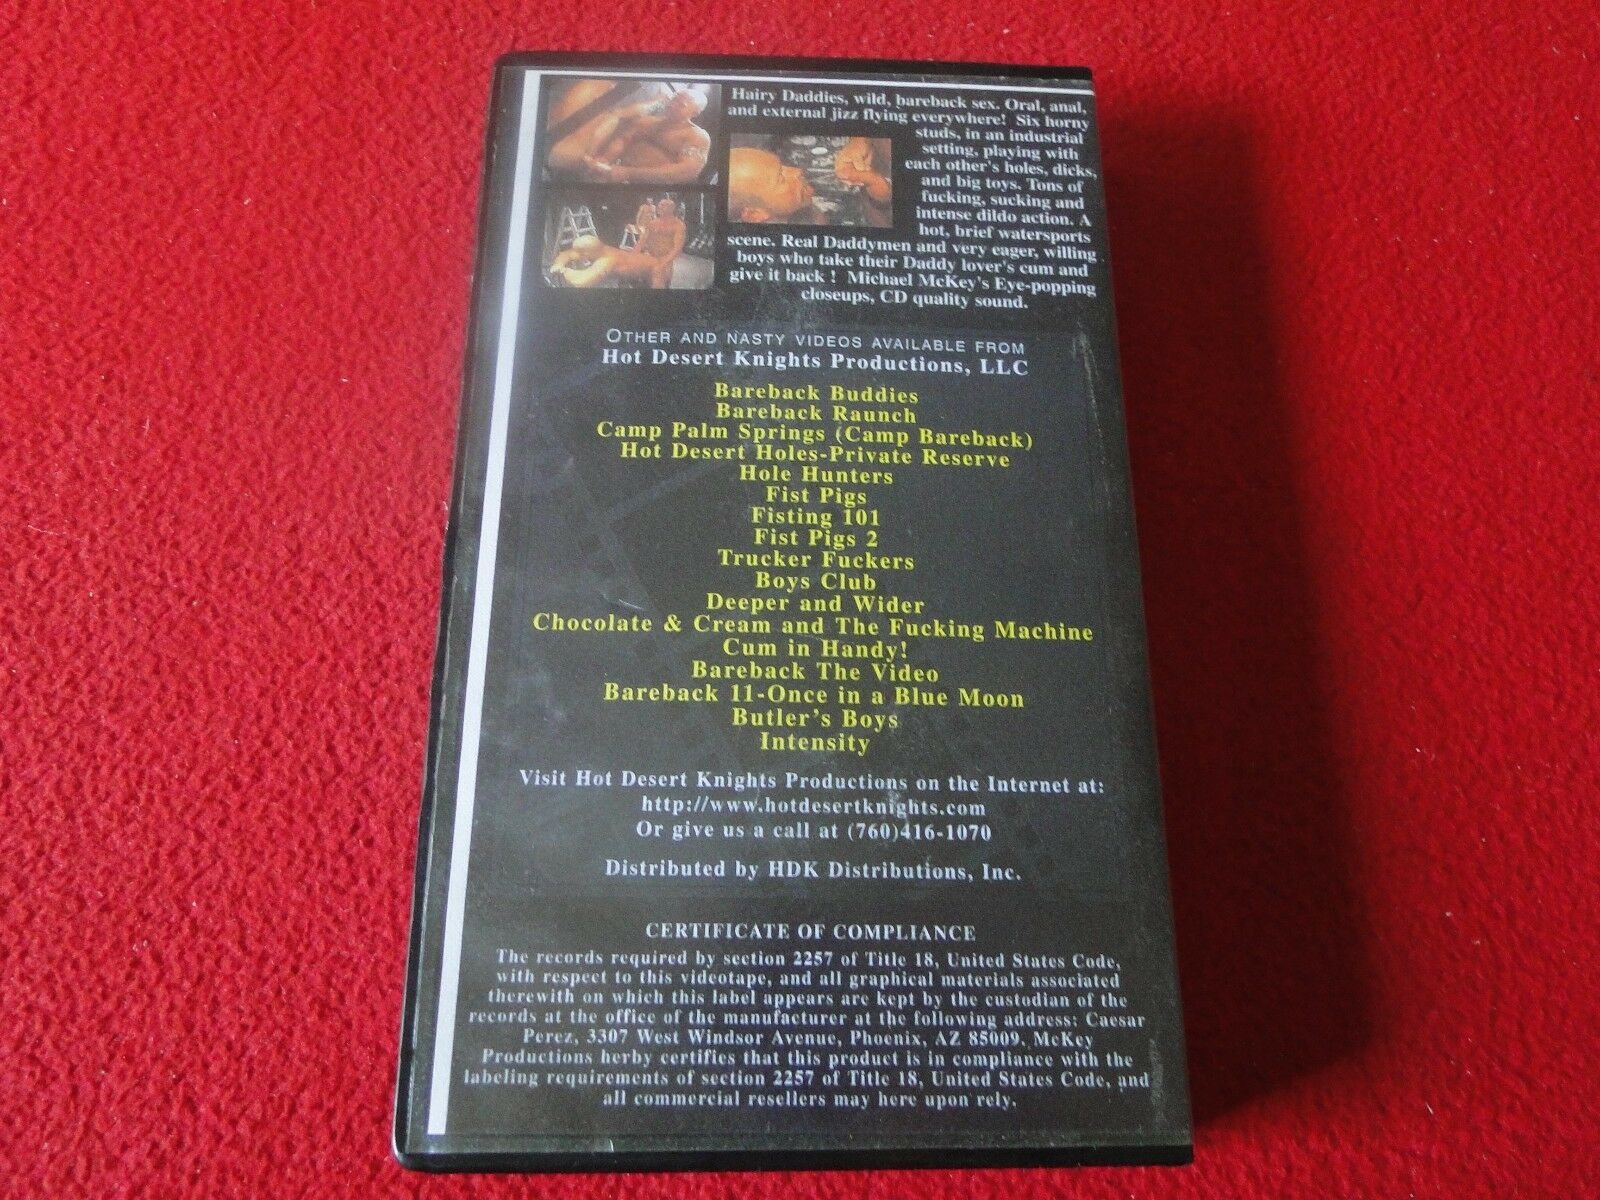 Hairy Daddies, wild, bareback sex. Oral, anal,
and external jizz flying everywhere! Six horny
studs, in an industrial
setting, playing with
each other's holes, dicks,
and big toys. Tons of
fucking, sucking and
intense dildo action. A
hot, brief watersports
scene. Real Daddymen and very eager, willing
boys who take their Daddy lover's cum and
give it back ! Michael McKey's Eye-popping
closeups, CD quality sound.
OTHER AND NASTY VIDEOS AVAILABLE FROM
Hot Desert Knights Productions, LLC
Bareback Buddies
Bareback Raunch
Camp Palm Springs (Camp Bareback)
Hot Desert Holes-Private Reserve
Hole Hunters
Fist Pigs
Fisting 101
Fist Pigs 2
Trucker Fuckers
Boys Club
Deeper and Wider
Chocolate & Cream and The Fucking Machine
Cum in Handy!
Bareback The Video
Bareback 11-Once in a Blue Moon
Butler's Boys
Intensity
Visit Hot Desert Knights Productions on the Internet at:
http://www.hotdesertknights.com
Or give us a call at (760)416-1070
Distributed by HDK Distributions, Inc.
CERTIFICATE OF COMPLIANCE
The records required by section 2257 of Title 18, United States Code,
with respect to this videotape, and all graphical materials associated
therewith on which this label appears are kept by the custodian of the
records at the office of the manufacturer at the following address: Caesar
Perez, 3307 West Windsor Avenue, Phoenix, AZ 85009. McKey
Productions herby certifies that this product is in compliance with the
labeling requirements of section 2257 of Title 18, United States Code, and
all commercial resellers may here upon rely.